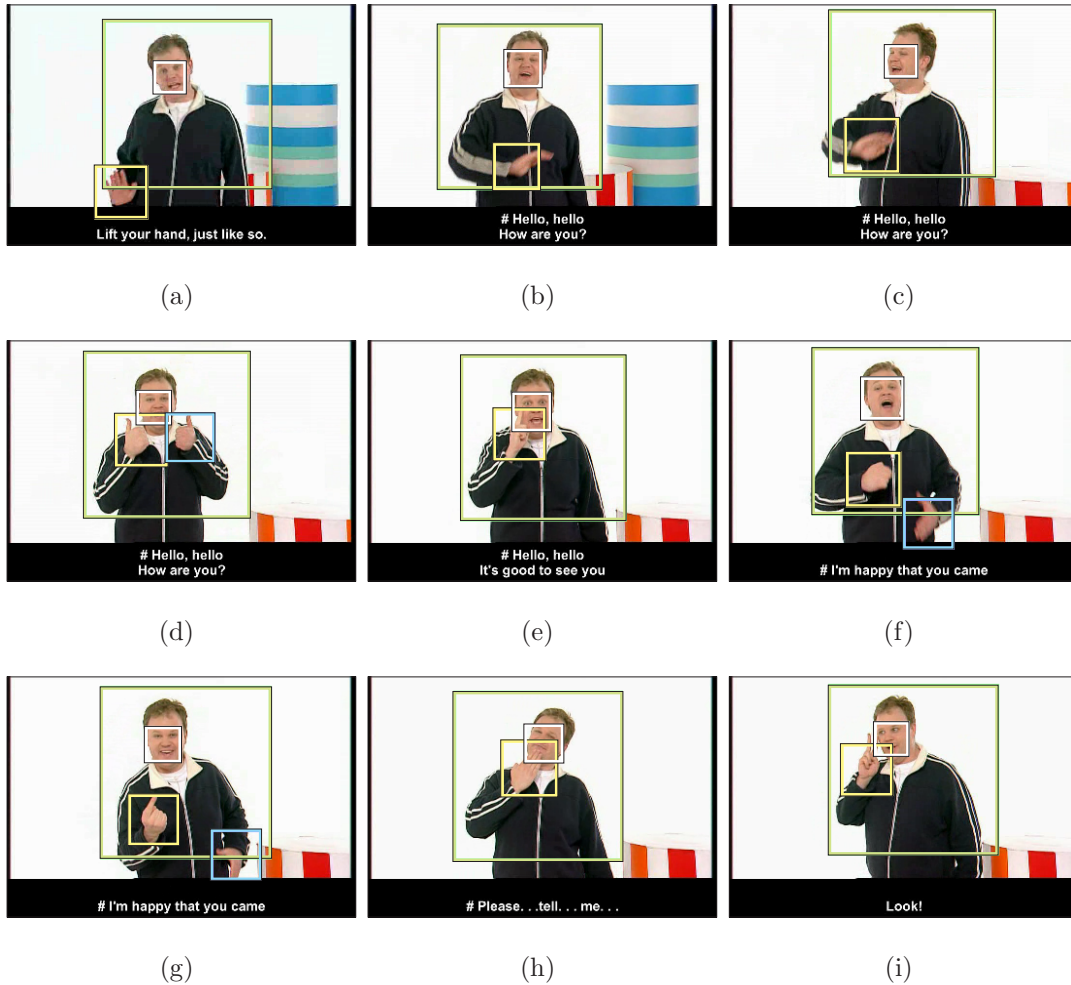 Lift your hand, just like so.
# Hello, hello
How are you?
# Hello, hello
How are you?
(a)
(b)
(c)
# Hello, hello
How are you?
# Hello, hello
It's good to see you
# I'm happy that you came
(d)
(e)
(f)
# I'm happy that you came
# Please. . .tell. . . me. . .
Look!
(g)
(h)
(i)